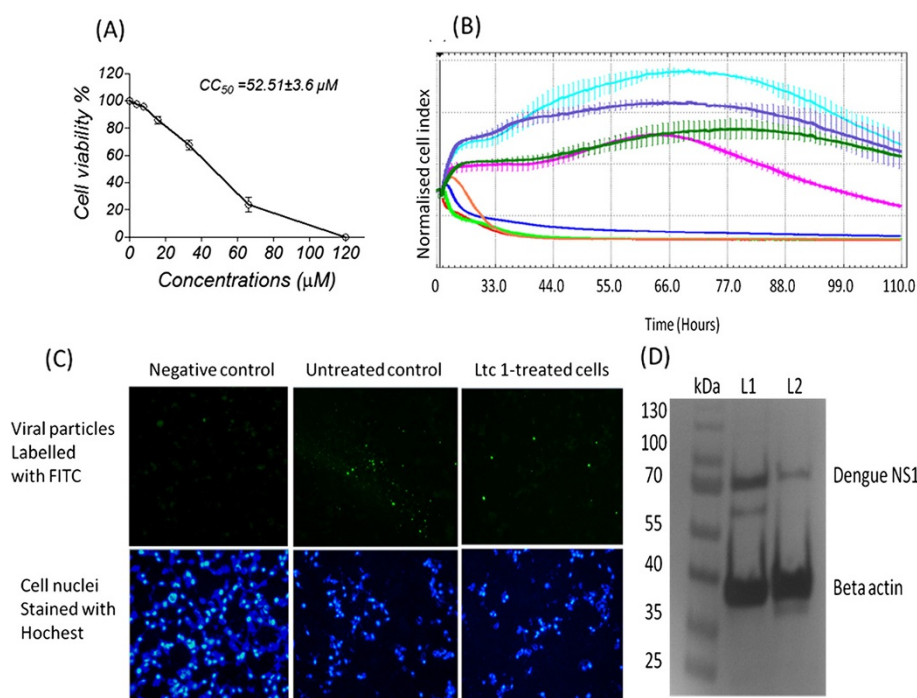 (A)
CC50 =52.51±3.6 µM
Cell viability %
120
100
80
60
40
20
0
0 20 40 60 80 100 120
Concentrations (µM)
(B)
Normalised cell index
0 33.0 44.0 55.0 66.0 77.0 88.0 110.0
Time (Hours)
(C)
Negative control Untreated control Ltc 1-treated cells
Viral particles
Labelled
with FITC
Cell nuclei
Stained with
Hochest
(D)
kDa L1 L2
130
100
70
55
40
35
25
Dengue NS1
Beta actin